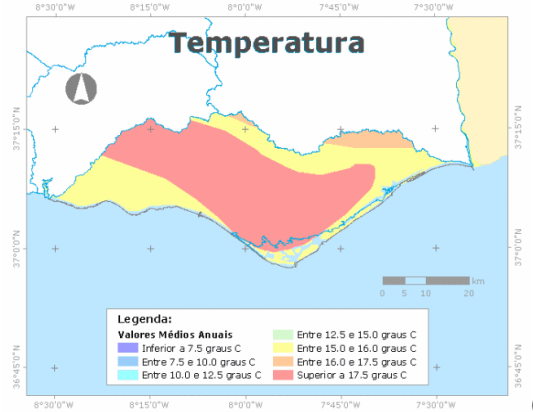 8°30'0"W 8°15'0"W 8°0'0"W 7°45'0"W 7°30'0"W
Temperatura
37°15'0"N 37°15'0"N
37°0'0"N 37°0'0"N
km
0 5 10 20
Legenda:
Valores Médios Anuais
Inferior a 7.5 graus C
Entre 7.5 e 10.0 graus C
Entre 10.0 e 12.5 graus C
Entre 12.5 e 15.0 graus C
Entre 15.0 e 16.0 graus C
Entre 16.0 e 17.5 graus C
Superior a 17.5 graus C
36°45'0"N 36°45'0"N
8°30'0"W 8°15'0"W 8°0'0"W 7°45'0"W 7°30'0"W